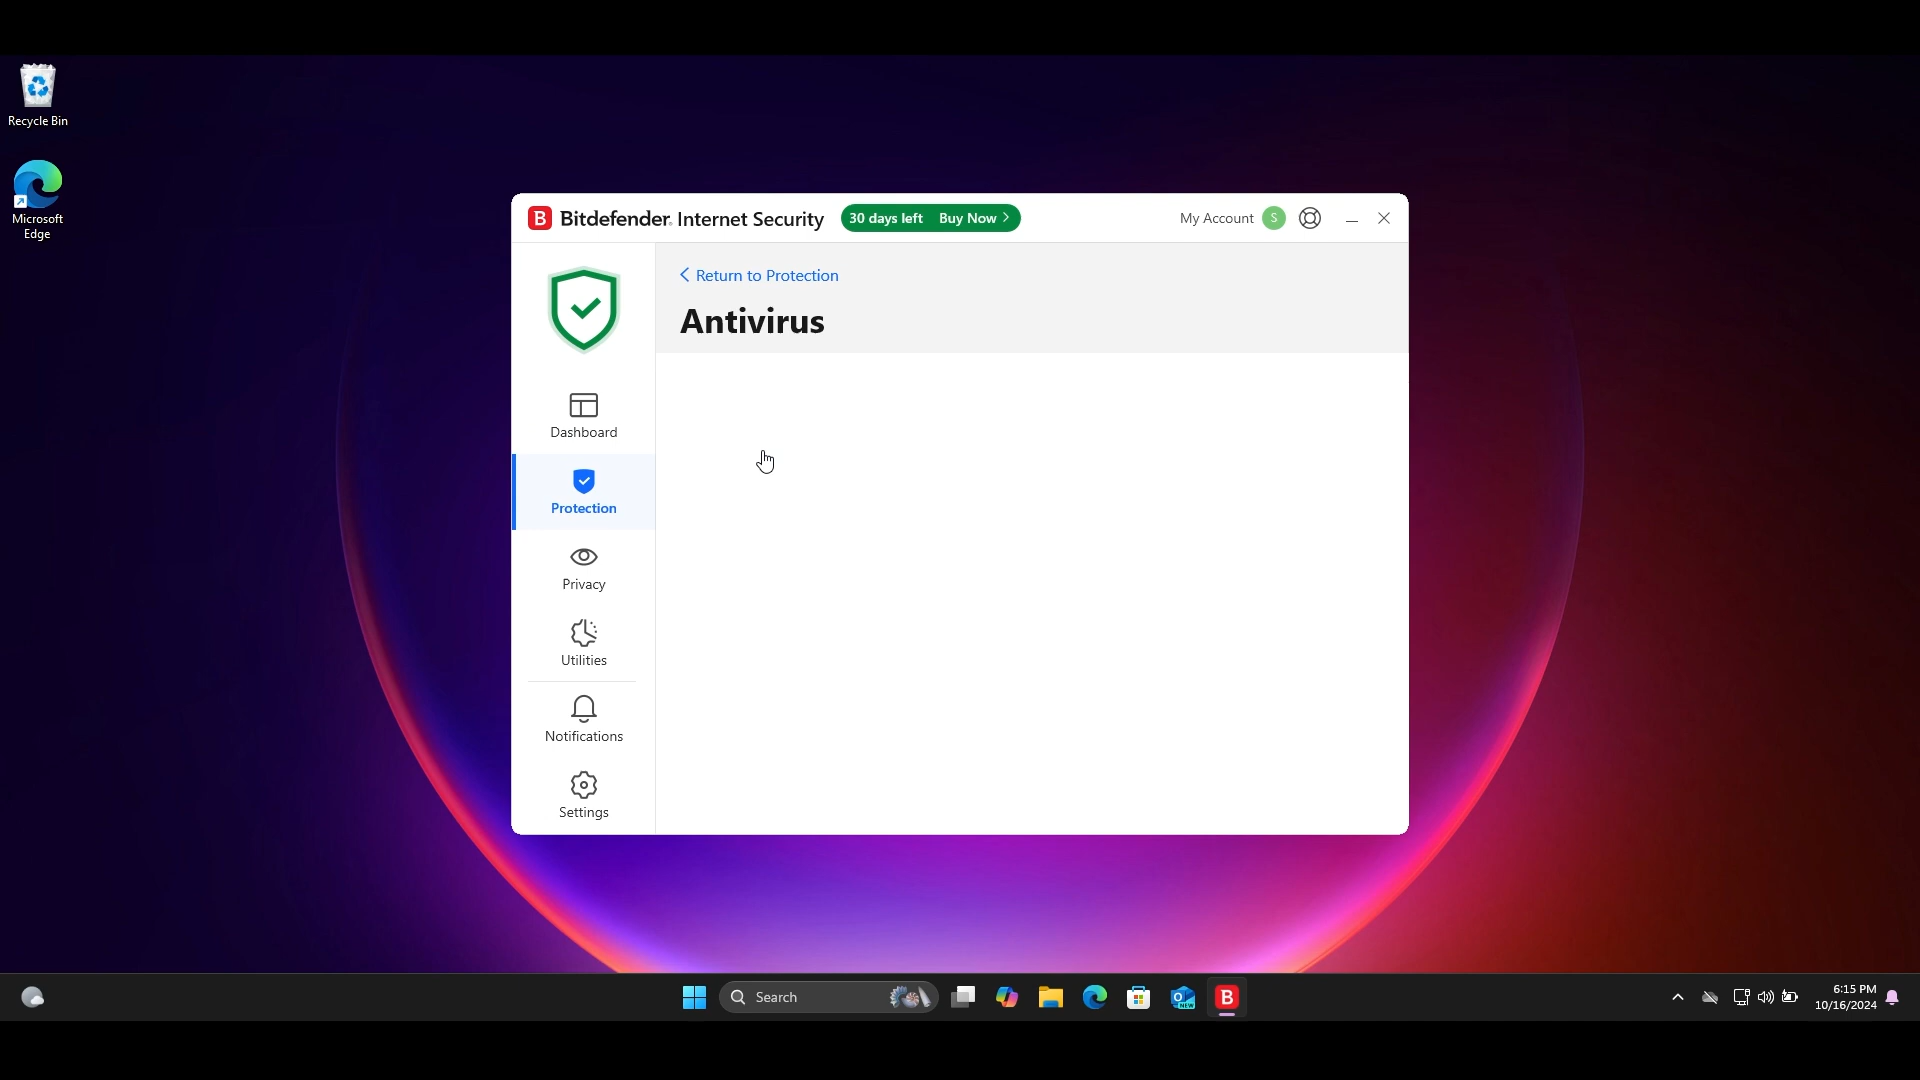 Recycle Bin
Microsoft
Edge
B Bitdefender. Internet Security
30 days left Buy Now
My Account S
Return to Protection
Antivirus
Dashboard
Protection
Privacy
Utilities
Notifications
Settings
Search
NEW
B
6:15 PM
10/16/2024